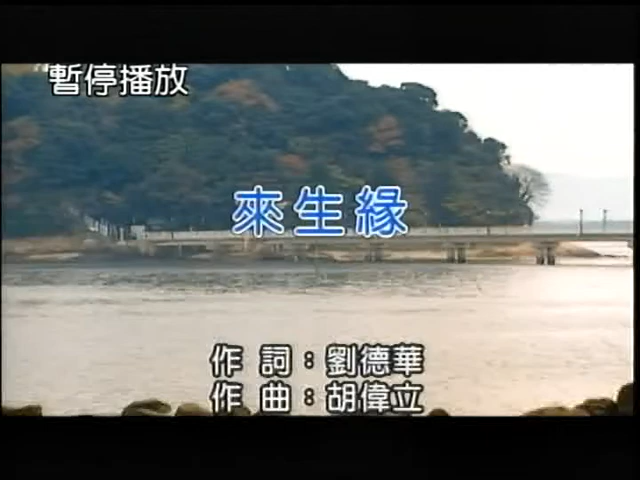 暫停播放
來生緣
作 詞：劉德華
作 曲：胡偉立